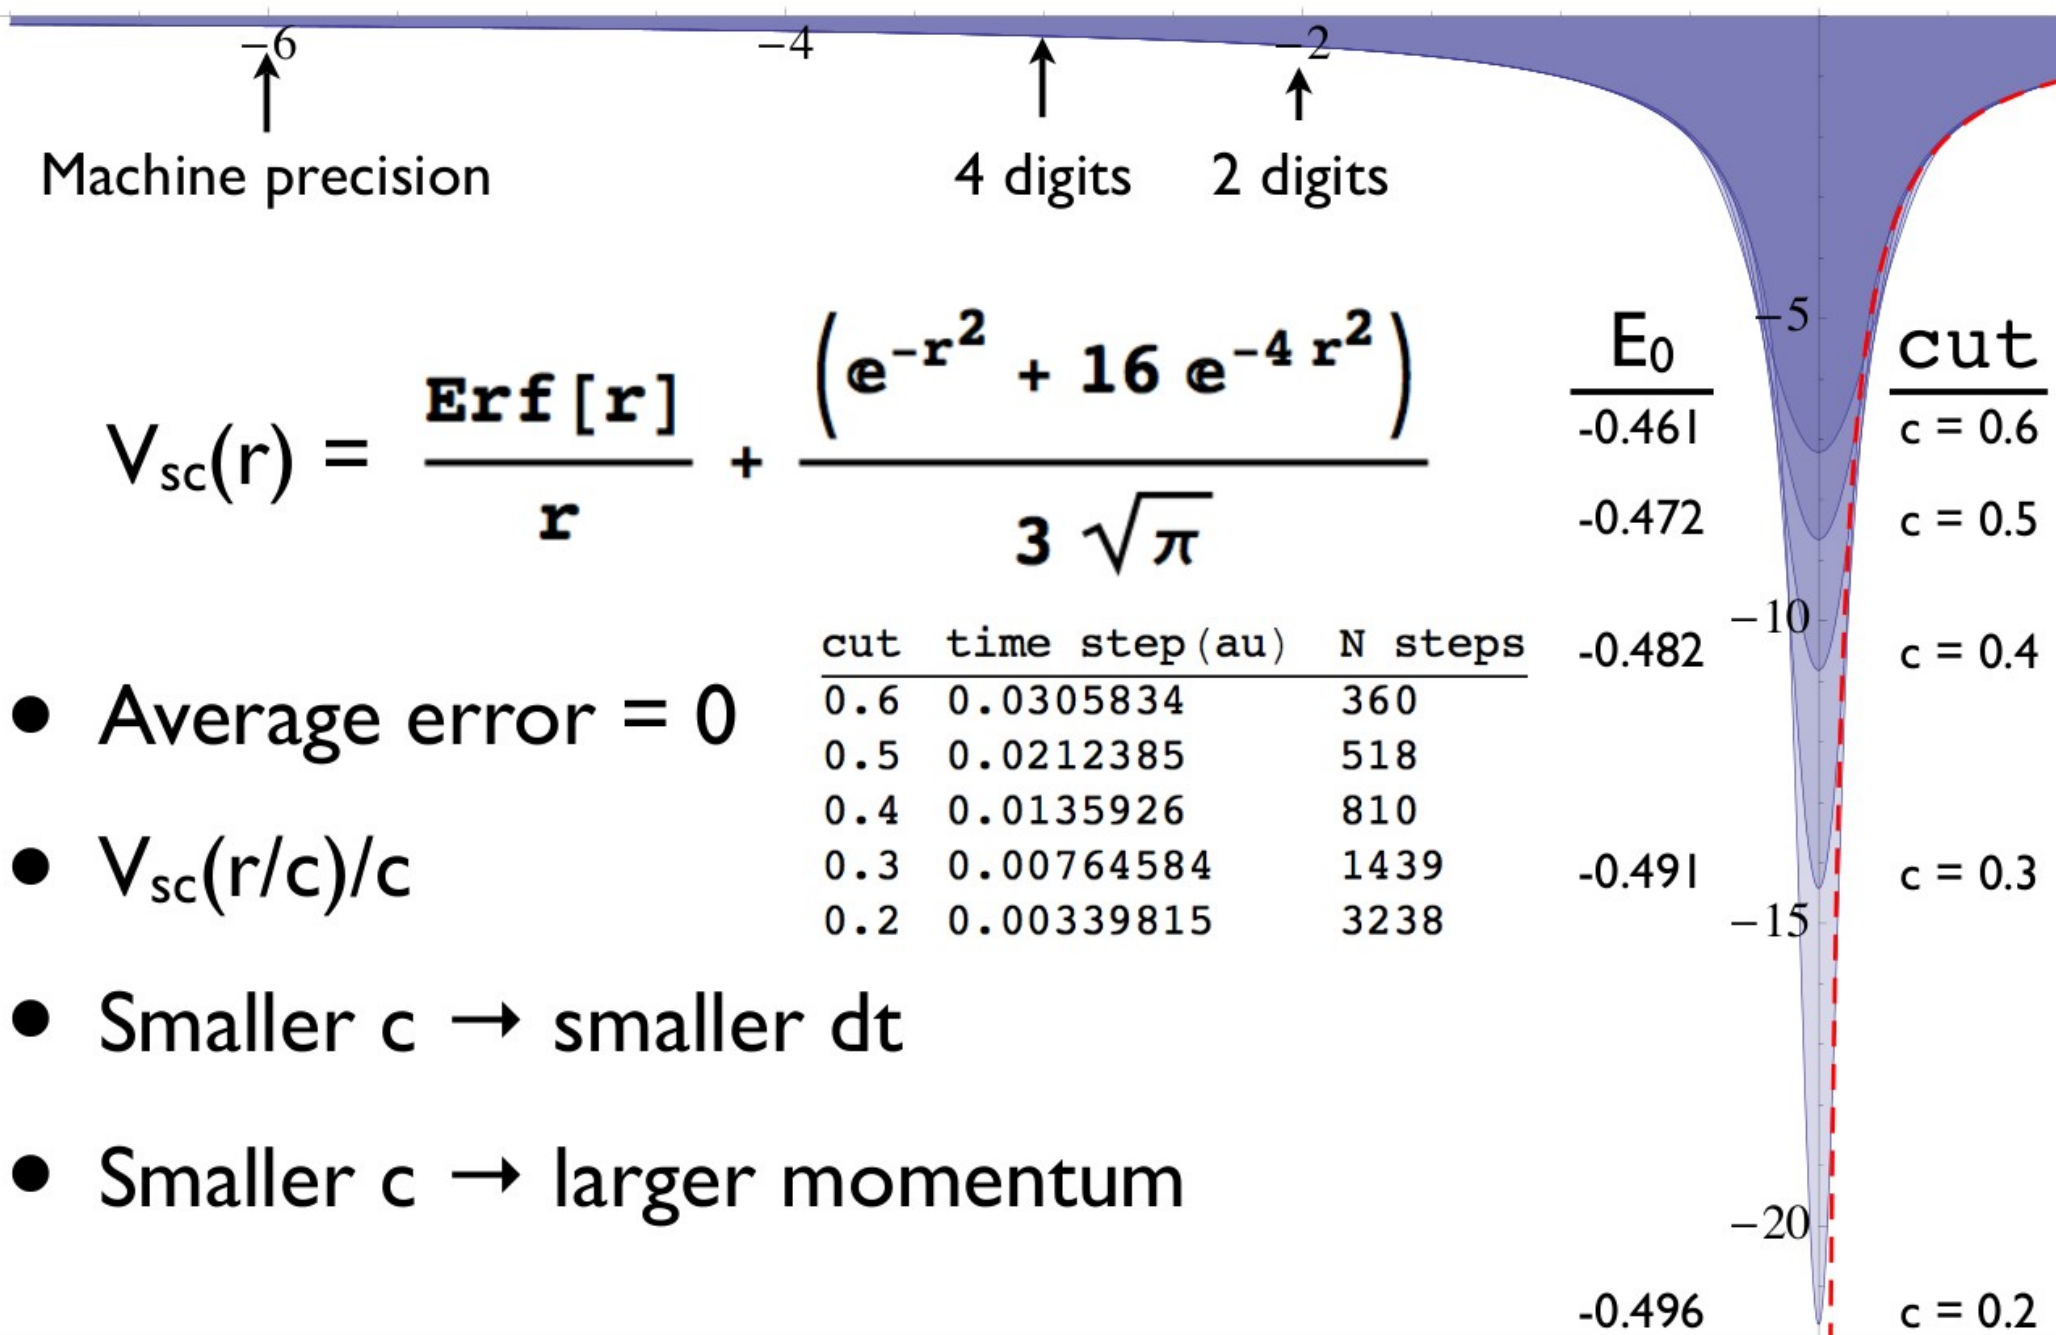 −6 −4 −2
Machine precision 4 digits 2 digits
V_sc(r) = Erf[r]/r + (ⅇ^(-r^2) + 16 ⅇ^(-4 r^2))/(3 √π)
−5
−10
−15
−20
E₀ cut
-0.461 c = 0.6
-0.472 c = 0.5
-0.482 c = 0.4
-0.491 c = 0.3
-0.496 c = 0.2
cut time step(au) N steps
0.6 0.0305834 360
0.5 0.0212385 518
0.4 0.0135926 810
0.3 0.00764584 1439
0.2 0.00339815 3238
• Average error = 0
• V_sc(r/c)/c
• Smaller c → smaller dt
• Smaller c → larger momentum